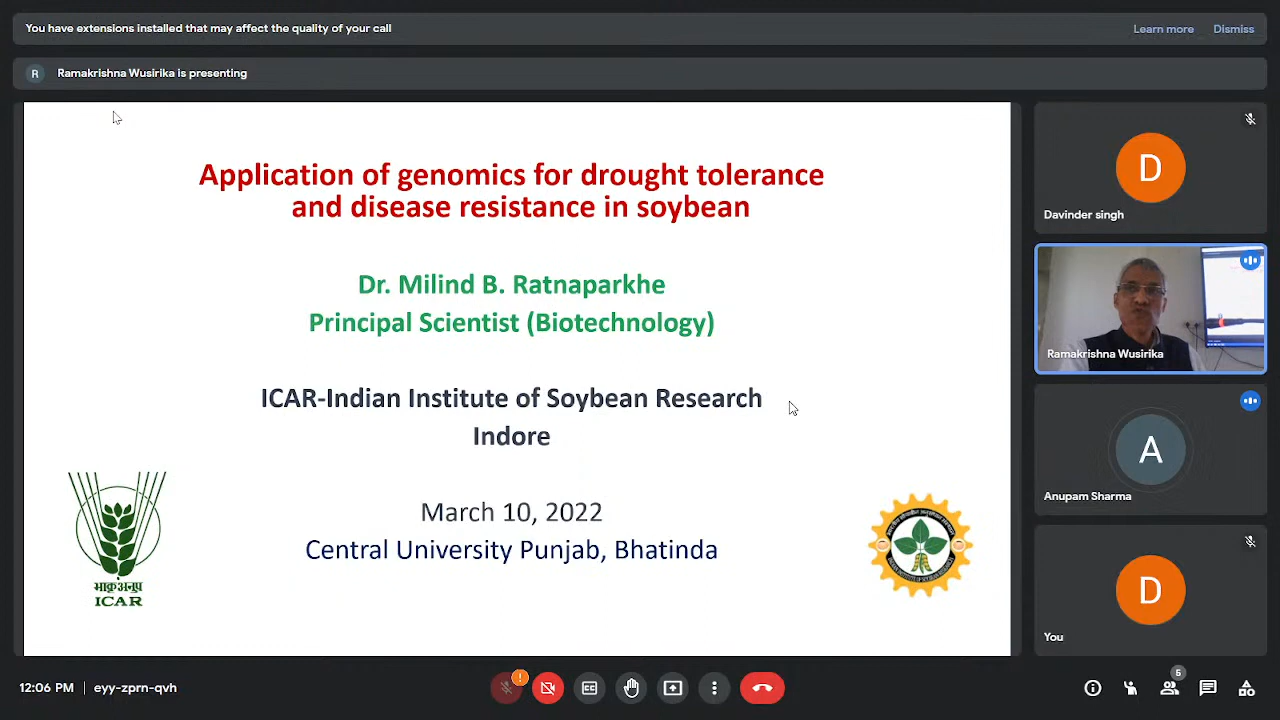 You have extensions installed that may affect the quality of your call
Learn more
Dismiss
R
Ramakrishna Wusirika is presenting
Application of genomics for drought tolerance
and disease resistance in soybean
Dr. Milind B. Ratnaparkhe
Principal Scientist (Biotechnology)
ICAR-Indian Institute of Soybean Research
Indore
March 10, 2022
Central University Punjab, Bhatinda
भाकृअनुप
ICAR
D
Davinder singh
Ramakrishna Wusirika
A
Anupam Sharma
D
You
12:06 PM
eyy-zprn-qvh
CC
!